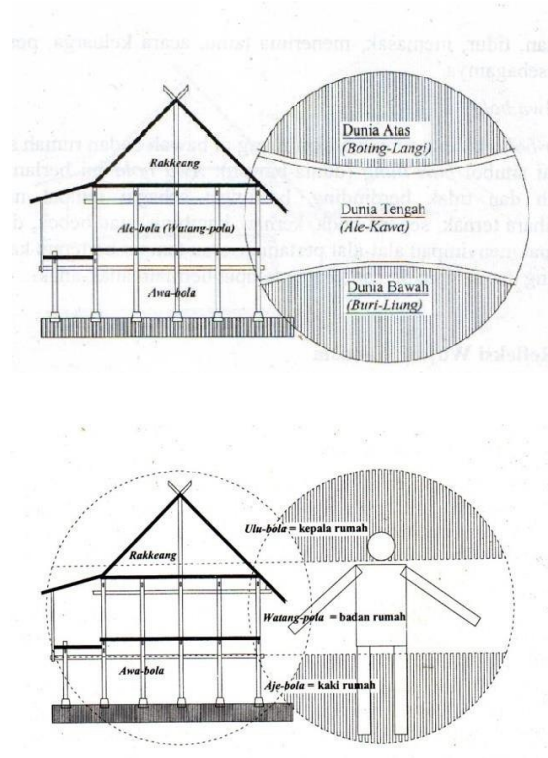 Dunia Atas
(Boting-Langi)
Rakkeang
Dunia Tengah
(Ale-Kawa)
Ale-bola (Watang-pola)
Dunia Bawah
(Buri-Liung)
Awa-bola
Ulu-bola = kepala rumah
Rakkeang
Watang-pola = badan rumah
Awa-bola
Aje-bola = kaki rumah